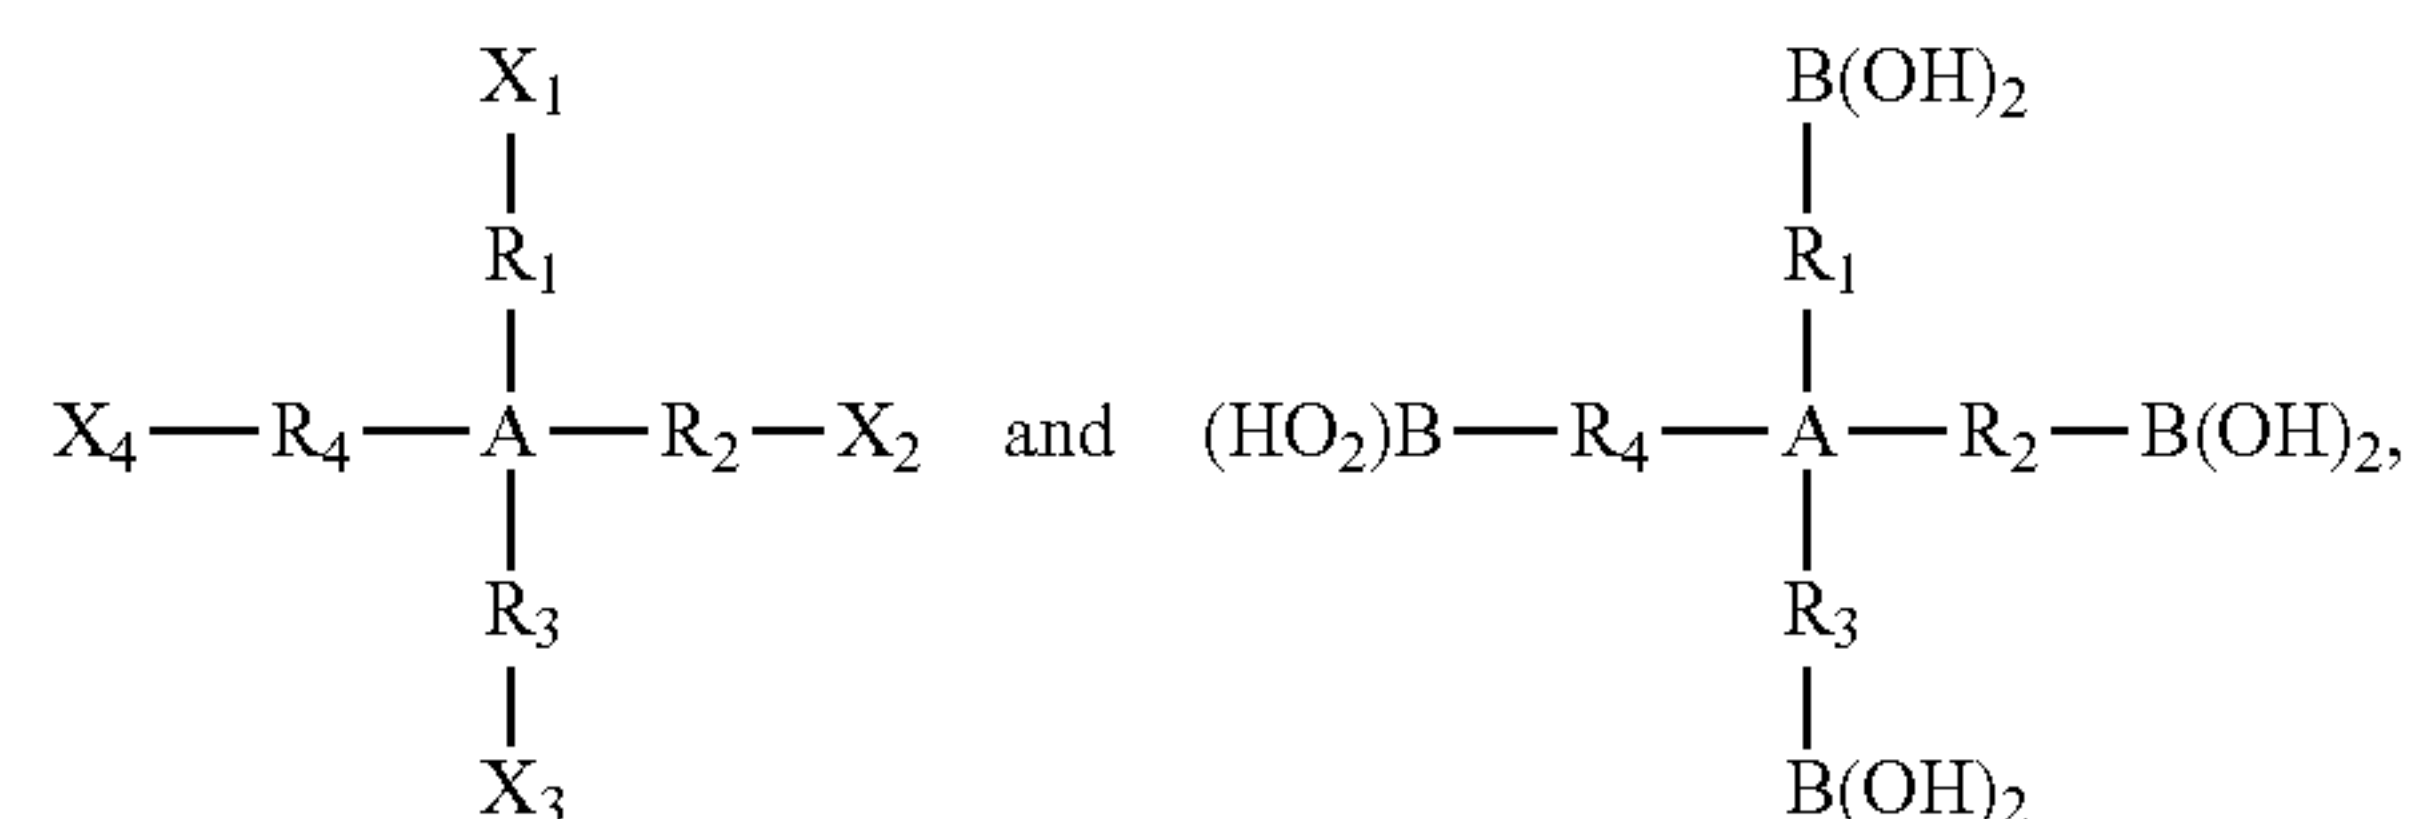 X₁ B(OH)₂
R₁ R₁
X₄—R₄—A—R₂—X₂ and (HO₂)B—R₄—A—R₂—B(OH)₂,
R₃ R₃
X₃ B(OH)₂